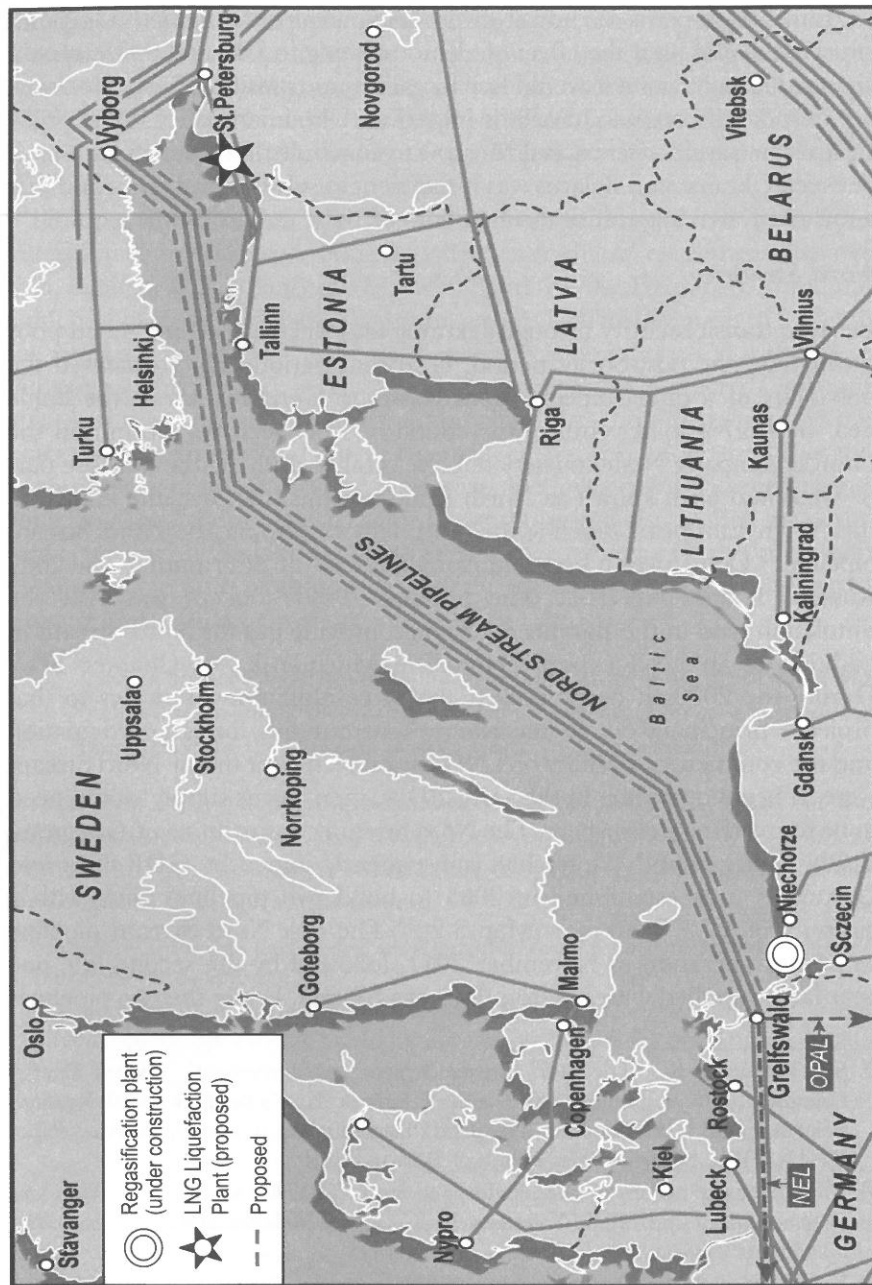 Stavanger
Oslo
SWEDEN
Uppsala
Stockholm
Norrkoping
Goteborg
Turku
Helsinki
Vyborg
St.Petersburg
Novgorod
Tallinn
ESTONIA
Tartu
NORD STREAM PIPELINES
Baltic
Sea
Riga
LATVIA
LITHUANIA
Kaunas
Vilnius
Vitebsk
BELARUS
Kaliningrad
Gdansk
Niechorze
Sczecin
Malmo
Copenhagen
Nypro
Kiel
Rostock
Lubeck
Grelfswald
OPAL
NEL
GERMANY
Regasification plant
(under construction)
LNG Liquefaction
Plant (proposed)
Proposed